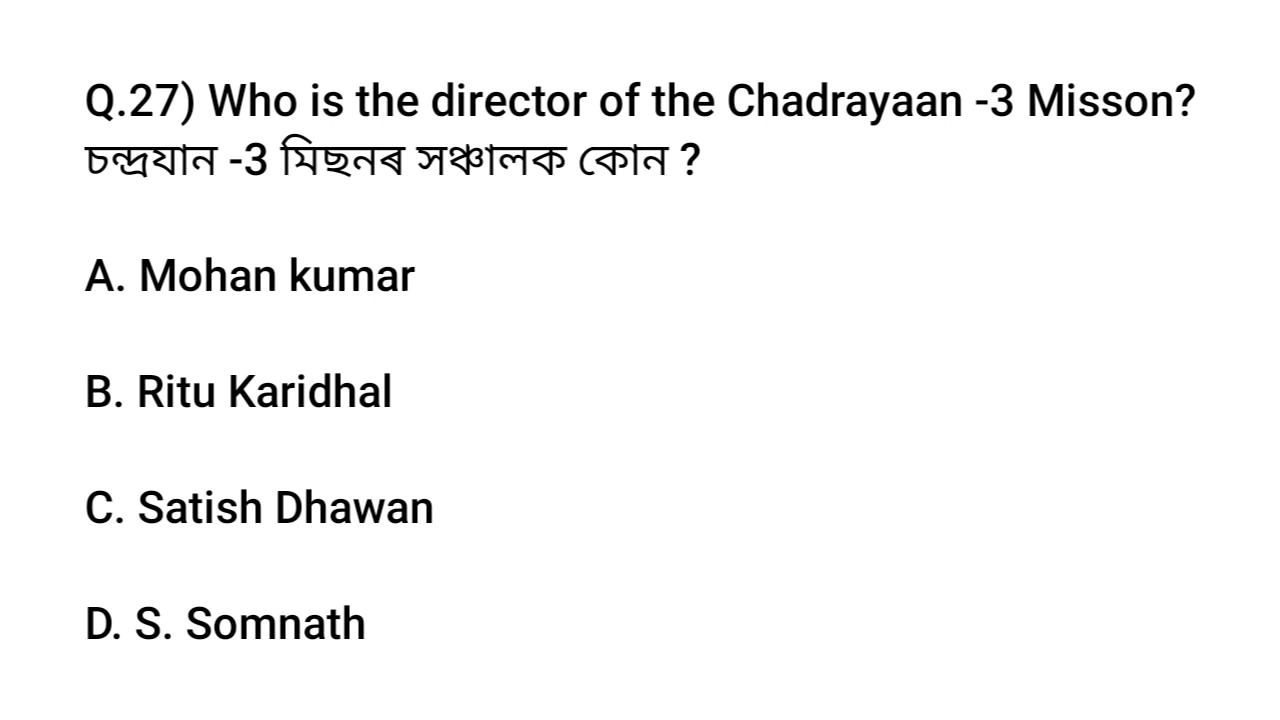 Q.27) Who is the director of the Chadrayaan -3 Misson?
চন্দ্ৰযান -3 মিছনৰ সঞ্চালক কোন ?
A. Mohan kumar
B. Ritu Karidhal
C. Satish Dhawan
D. S. Somnath